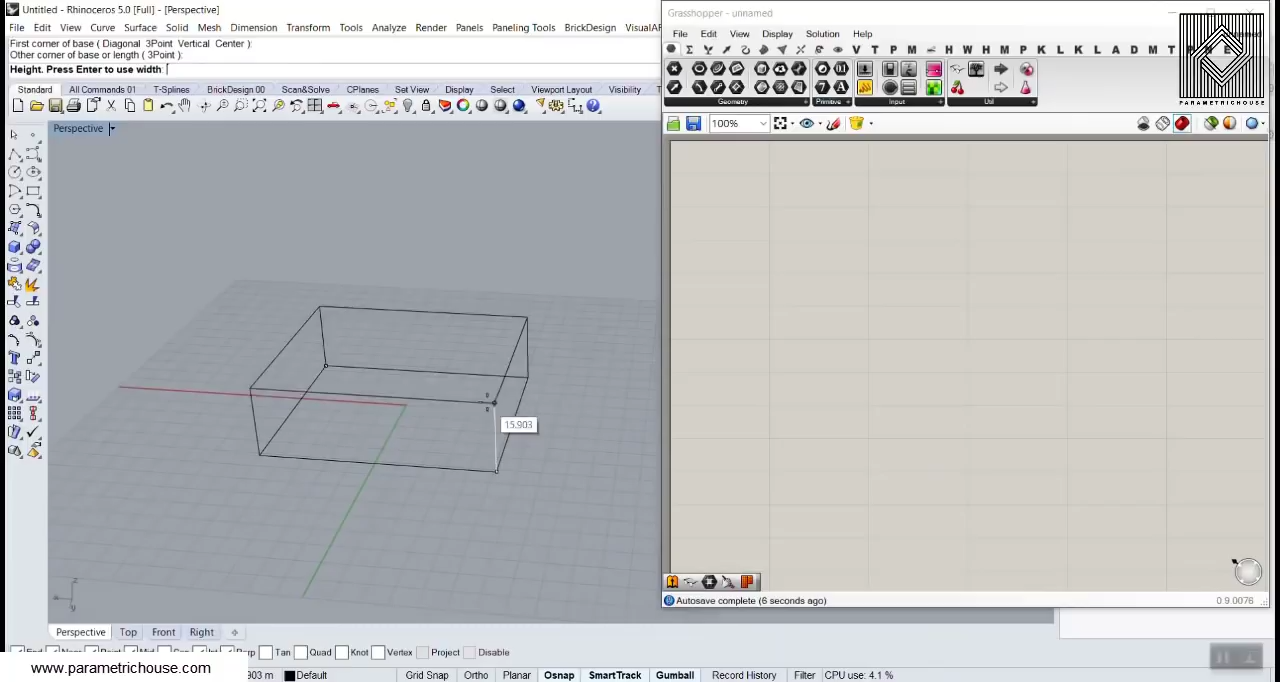 Untitled - Rhinoceros 5.0 [Full] - [Perspective]
File Edit View Curve Surface Solid Mesh Dimension Transform Tools Analyze Render Panels Paneling Tools BrickDesign VisualAR
First corner of base ( Diagonal 3Point Vertical Center ):
Other corner of base or length ( 3Point ):
Height. Press Enter to use width:
Standard All Commands 01 T-Splines BrickDesign 00 Scan&Solve CPlanes Set View Display Select Viewport Layout Visibility
Perspective
15.903
z
y
Perspective Top Front Right
Tan Quad Knot Vertex Project Disable
www.parametrichouse.com
903 m Default Grid Snap Ortho Planar Osnap SmartTrack Gumball Record History Filter CPU use: 4.1 %
Grasshopper - unnamed
File Edit View Display Solution Help
V T P M H W H M P K L K L A D M T P N E
Geometry Primitive Input Util
PARAMETRICHOUSE
100%
Autosave complete (6 seconds ago)
0.9.0076